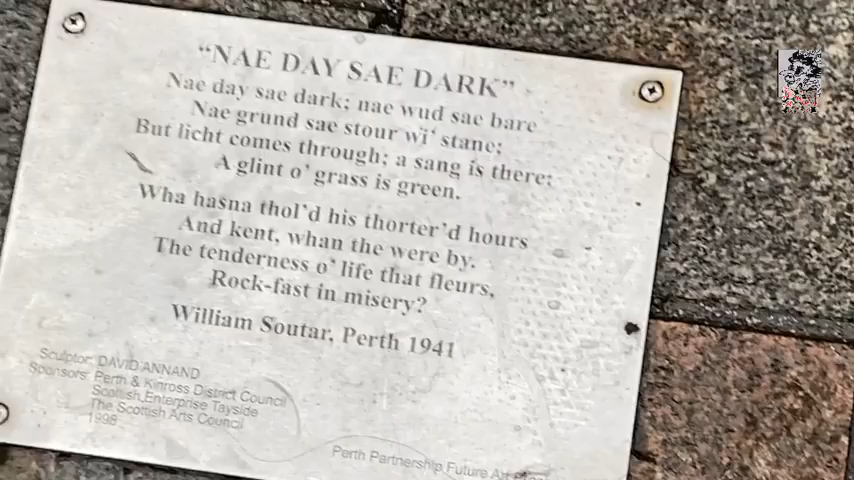 “NAE DAY SAE DARK”
Nae day sae dark; nae wud sae bare
Nae grund sae stour wi' stane;
But licht comes through; a sang is there;
A glint o' grass is green.
Wha hasna thol'd his thorter'd hours
And kent, whan the were by,
The tenderness o' life that fleurs,
Rock-fast in misery?
William Soutar, Perth 1941
Sculptor: DAVID ANNAND
Sponsors: Perth & Kinross District Council
Scottish Enterprise Tayside
The Scottish Arts Council
1998
Perth Partnership Future